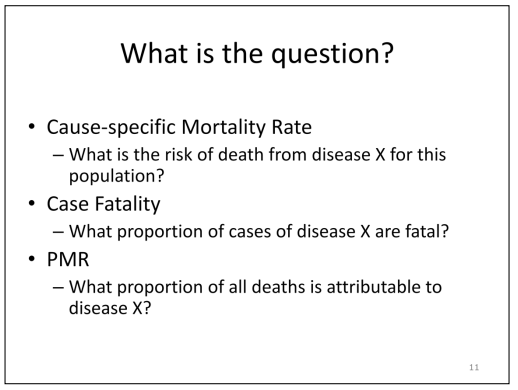 What is the question?
• Cause-specific Mortality Rate
– What is the risk of death from disease X for this
population?
• Case Fatality
– What proportion of cases of disease X are fatal?
• PMR
– What proportion of all deaths is attributable to
disease X?
11